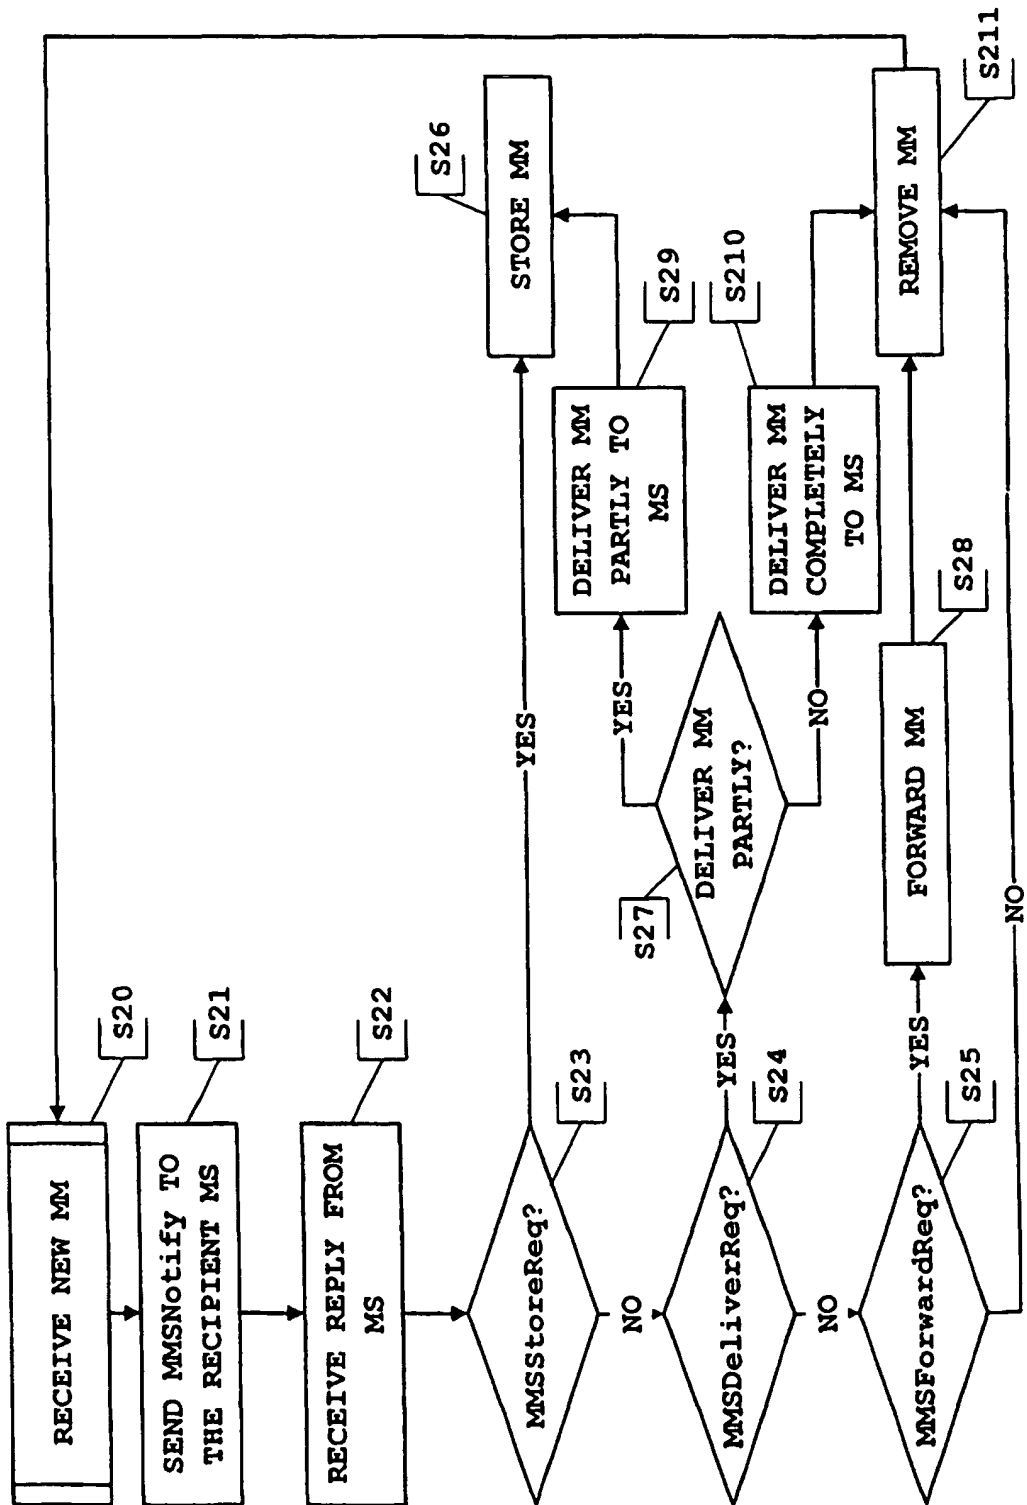 RECEIVE NEW MM
S20
SEND MMSNotify TO
THE RECIPIENT MS
S21
RECEIVE REPLY FROM
MS
S22
MMSStoreReq?
S23
YES
STORE MM
S26
NO
MMSDeliverReq?
S24
YES
DELIVER MM
PARTLY?
S27
YES
DELIVER MM
PARTLY TO
MS
S29
NO
DELIVER MM
COMPLETELY
TO MS
S210
NO
MMSForwardReq?
S25
YES
FORWARD MM
S28
REMOVE MM
S211
NO